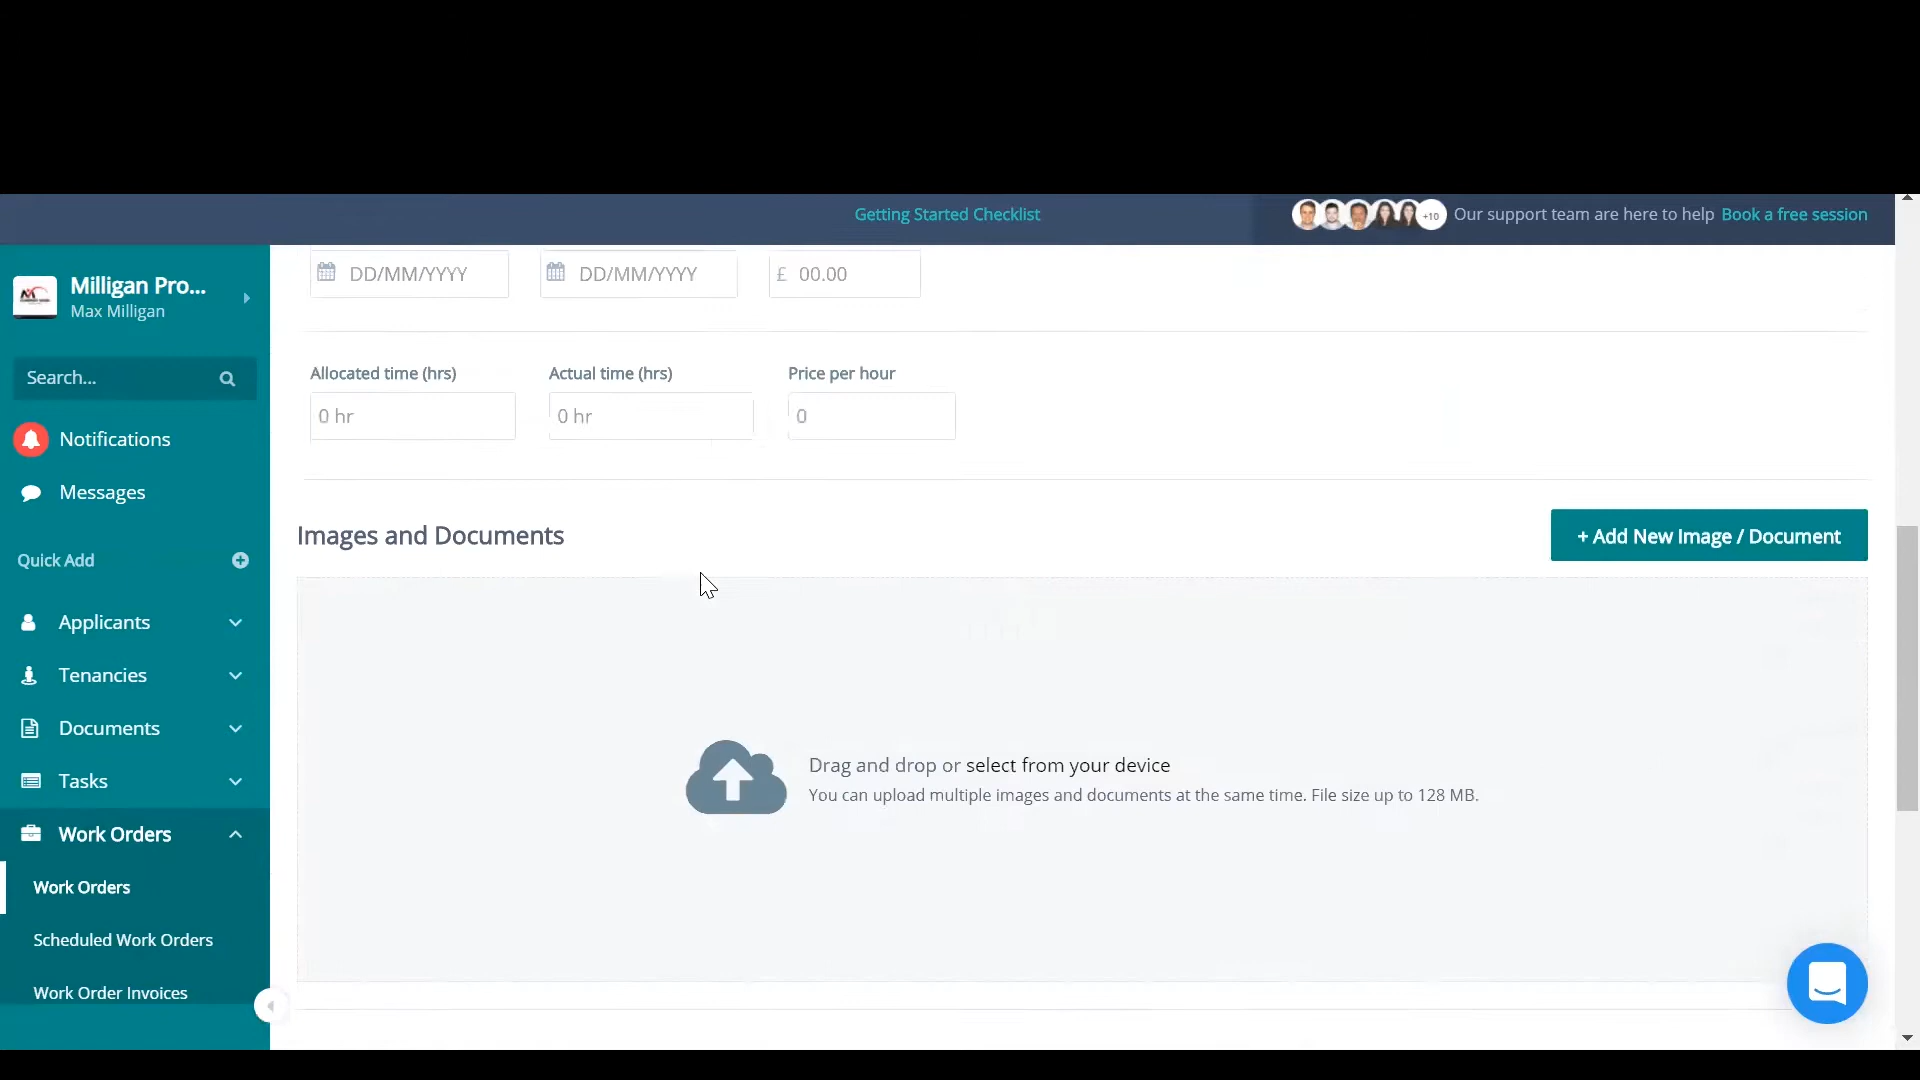 Getting Started Checklist
+10 Our support team are here to help Book a free session
Milligan Pro...
Max Milligan
Search...
Notifications
Messages
Quick Add
Applicants
Tenancies
Documents
Tasks
Work Orders
Work Orders
Scheduled Work Orders
Work Order Invoices
DD/MM/YYYY DD/MM/YYYY £ 00.00
Allocated time (hrs) Actual time (hrs) Price per hour
0 hr 0 hr 0
Images and Documents
+ Add New Image / Document
Drag and drop or select from your device
You can upload multiple images and documents at the same time. File size up to 128 MB.